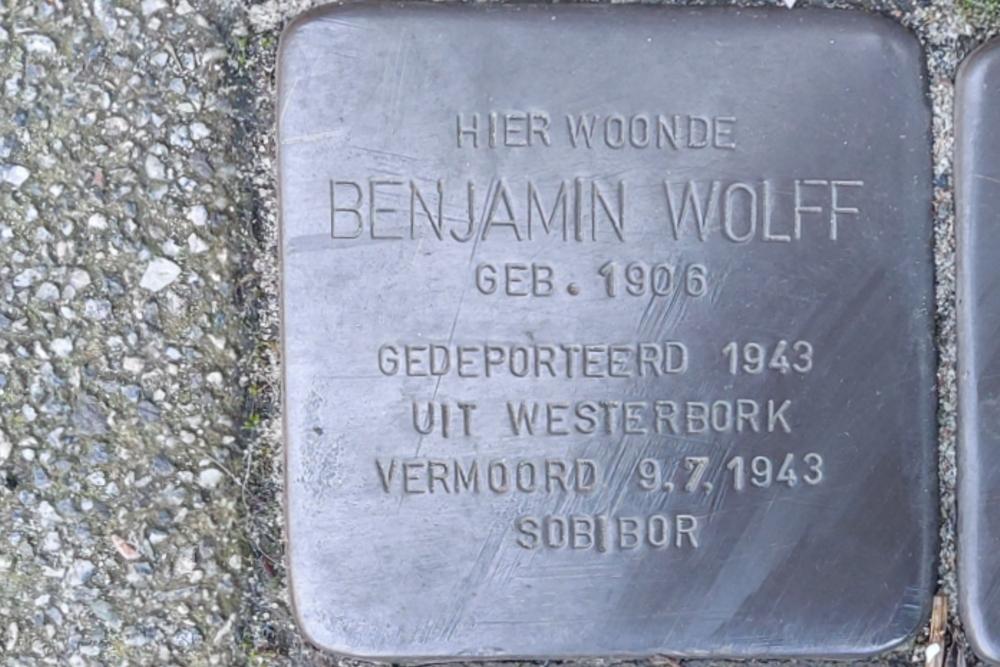 HIER WOONDE
BENJAMIN WOLFF
GEB. 1906
GEDEPORTEERD 1943
UIT WESTERBORK
VERMOORD 9.7.1943
SOBIBOR